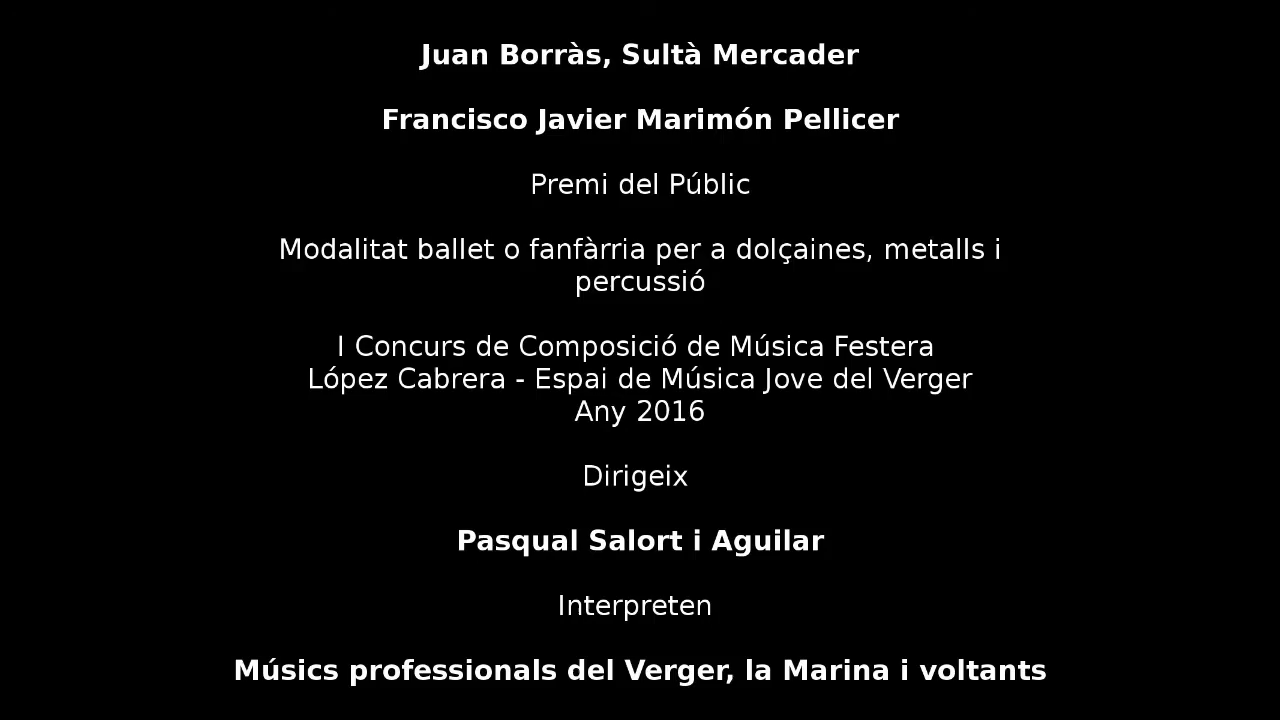 Juan Borràs, Sultà Mercader
Francisco Javier Marimón Pellicer
Premi del Públic
Modalitat ballet o fanfàrria per a dolçaines, metalls i
percussió
I Concurs de Composició de Música Festera
López Cabrera - Espai de Música Jove del Verger
Any 2016
Dirigeix
Pasqual Salort i Aguilar
Interpreten
Músics professionals del Verger, la Marina i voltants